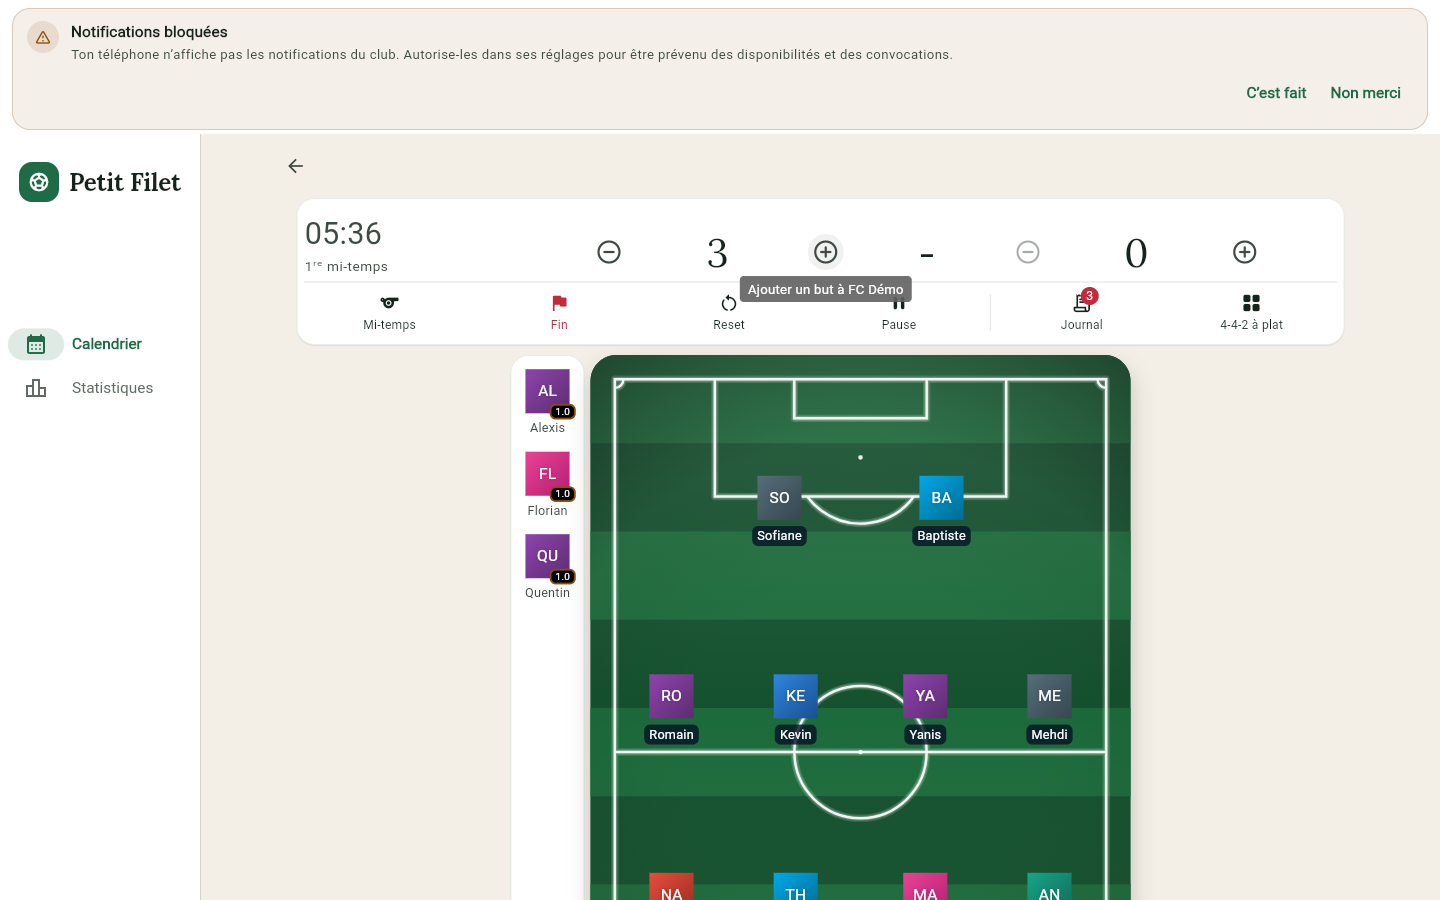 Notifications bloquées
Ton téléphone n’affiche pas les notifications du club. Autorise-les dans ses réglages pour être prévenu des disponibilités et des convocations.
C’est fait
Non merci
Petit Filet
Calendrier
Statistiques
05:36
1re mi-temps
3
-
0
Ajouter un but à FC Démo
Mi-temps
Fin
Reset
Pause
3
Journal
4-4-2 à plat
AL
1.0
Alexis
FL
1.0
Florian
QU
1.0
Quentin
SO
Sofiane
BA
Baptiste
RO
Romain
KE
Kevin
YA
Yanis
ME
Mehdi
NA
TH
MA
AN